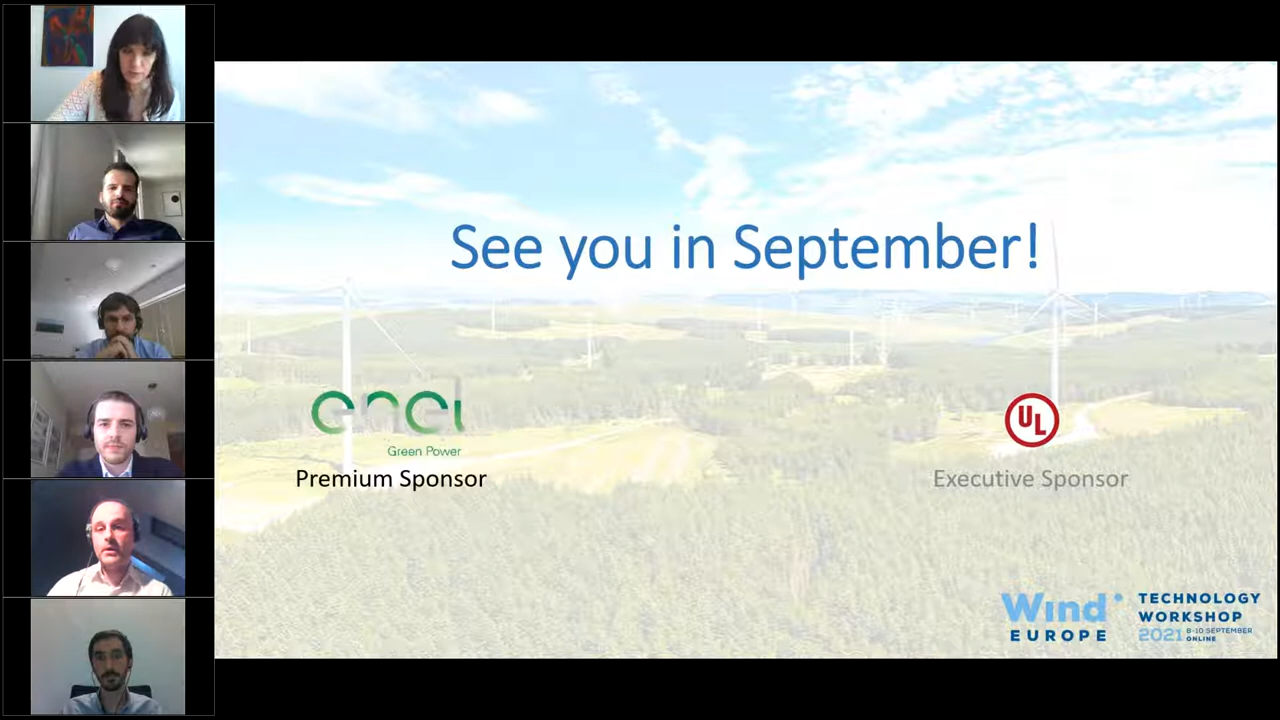 See you in September!
enel
Green Power
Premium Sponsor
UL
Executive Sponsor
Wind
EUROPE
TECHNOLOGY
WORKSHOP
2021 8-10 SEPTEMBER
ONLINE